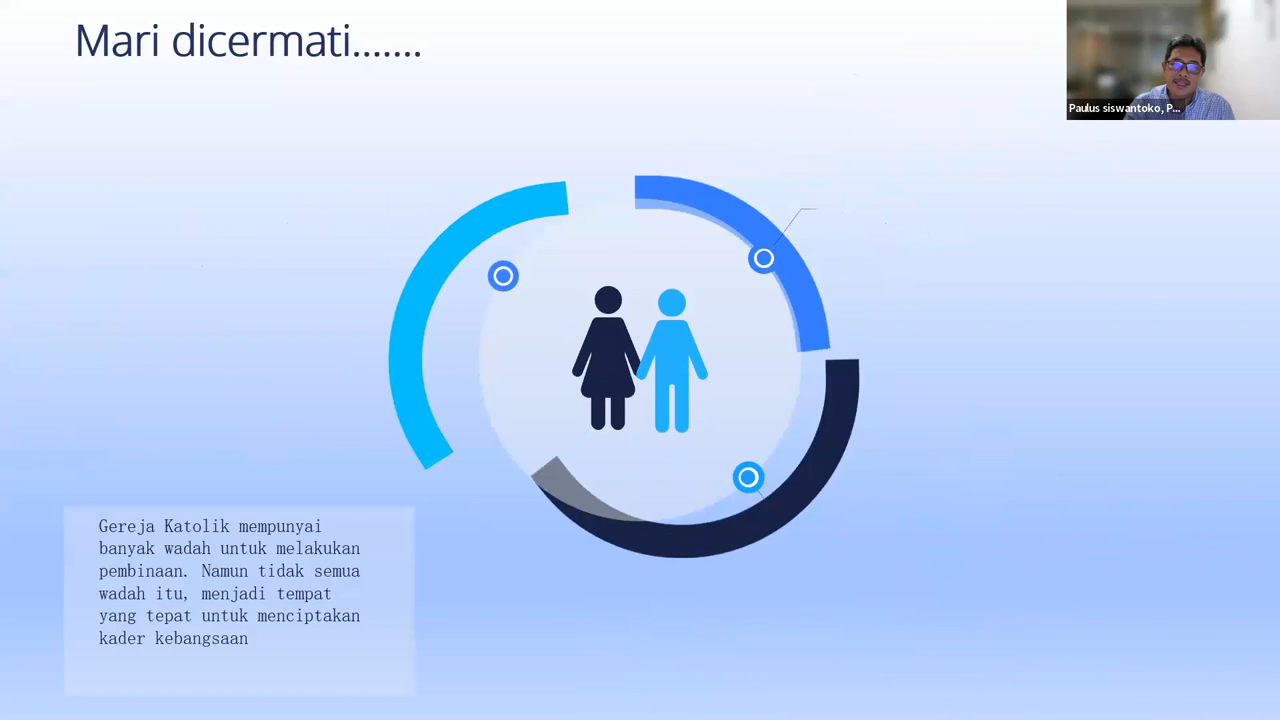 Mari dicermati.......
Paulus siswantoko, P...
Gereja Katolik mempunyai
banyak wadah untuk melakukan
pembinaan. Namun tidak semua
wadah itu, menjadi tempat
yang tepat untuk menciptakan
kader kebangsaan